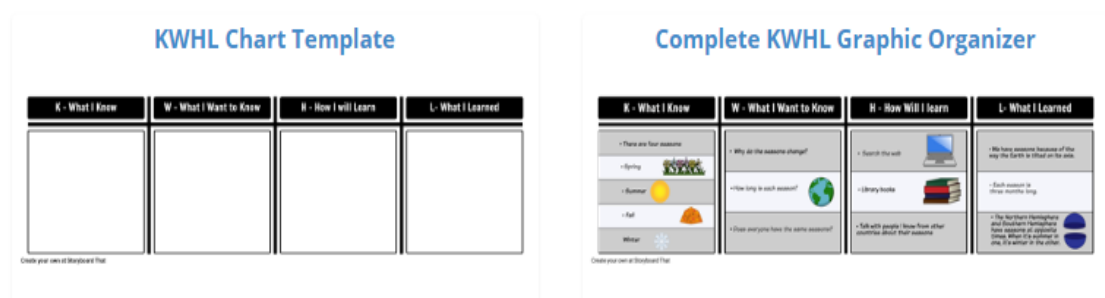 KWHL Chart Template
K - What I Know
W - What I Want to Know
H - How I will Learn
L- What I Learned
Create your own at Storyboard That
Complete KWHL Graphic Organizer
K - What I Know
W - What I Want to Know
H - How Will I learn
L- What I Learned
• There are four seasons
• Spring
• Summer
• Fall
Winter
• Why do the seasons change?
• How long is each season?
• Does everyone have the same seasons?
• Search the web
• Library books
• Talk with people I know from other
countries about their seasons
• We have seasons because of the
way the Earth is tilted on its axis.
• Each season is
three months long.
• The Northern Hemisphere
and Southern Hemisphere
have seasons at opposite
times. When it's summer in
one, it's winter in the other.
Create your own at Storyboard That